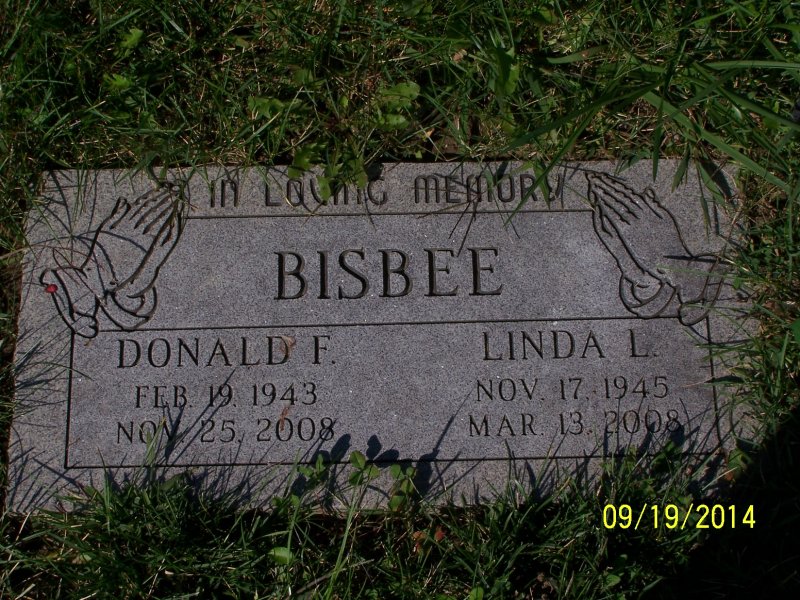 IN LOVING MEMORY
BISBEE
DONALD F.
FEB. 19, 1943
NOV. 25, 2008
LINDA L.
NOV. 17, 1945
MAR. 13, 2008
09/19/2014